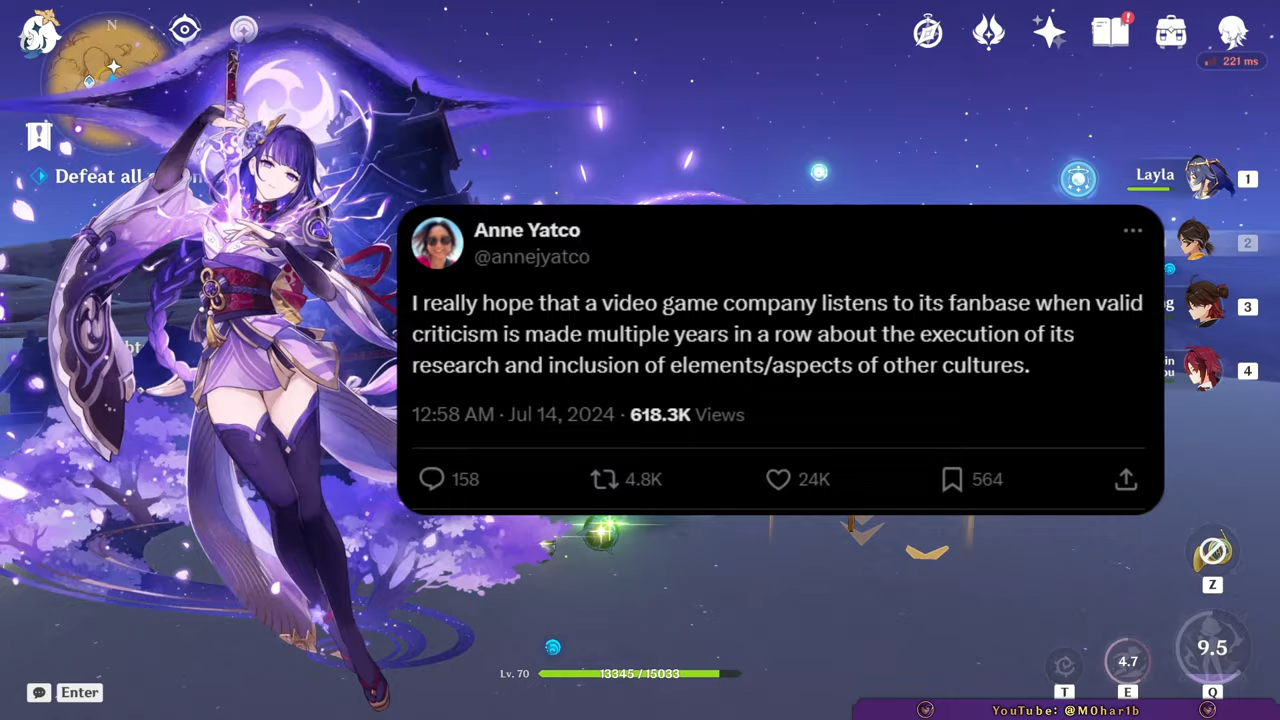 N
221 ms
Defeat all
Layla
1
2
3
4
Anne Yatco
@annejyatco
I really hope that a video game company listens to its fanbase when valid
criticism is made multiple years in a row about the execution of its
research and inclusion of elements/aspects of other cultures.
12:58 AM · Jul 14, 2024 · 618.3K Views
158
4.8K
24K
564
Z
9.5
4.7
T
E
Q
Lv. 70
13345 / 15033
Enter
YouTube: @M0har1b